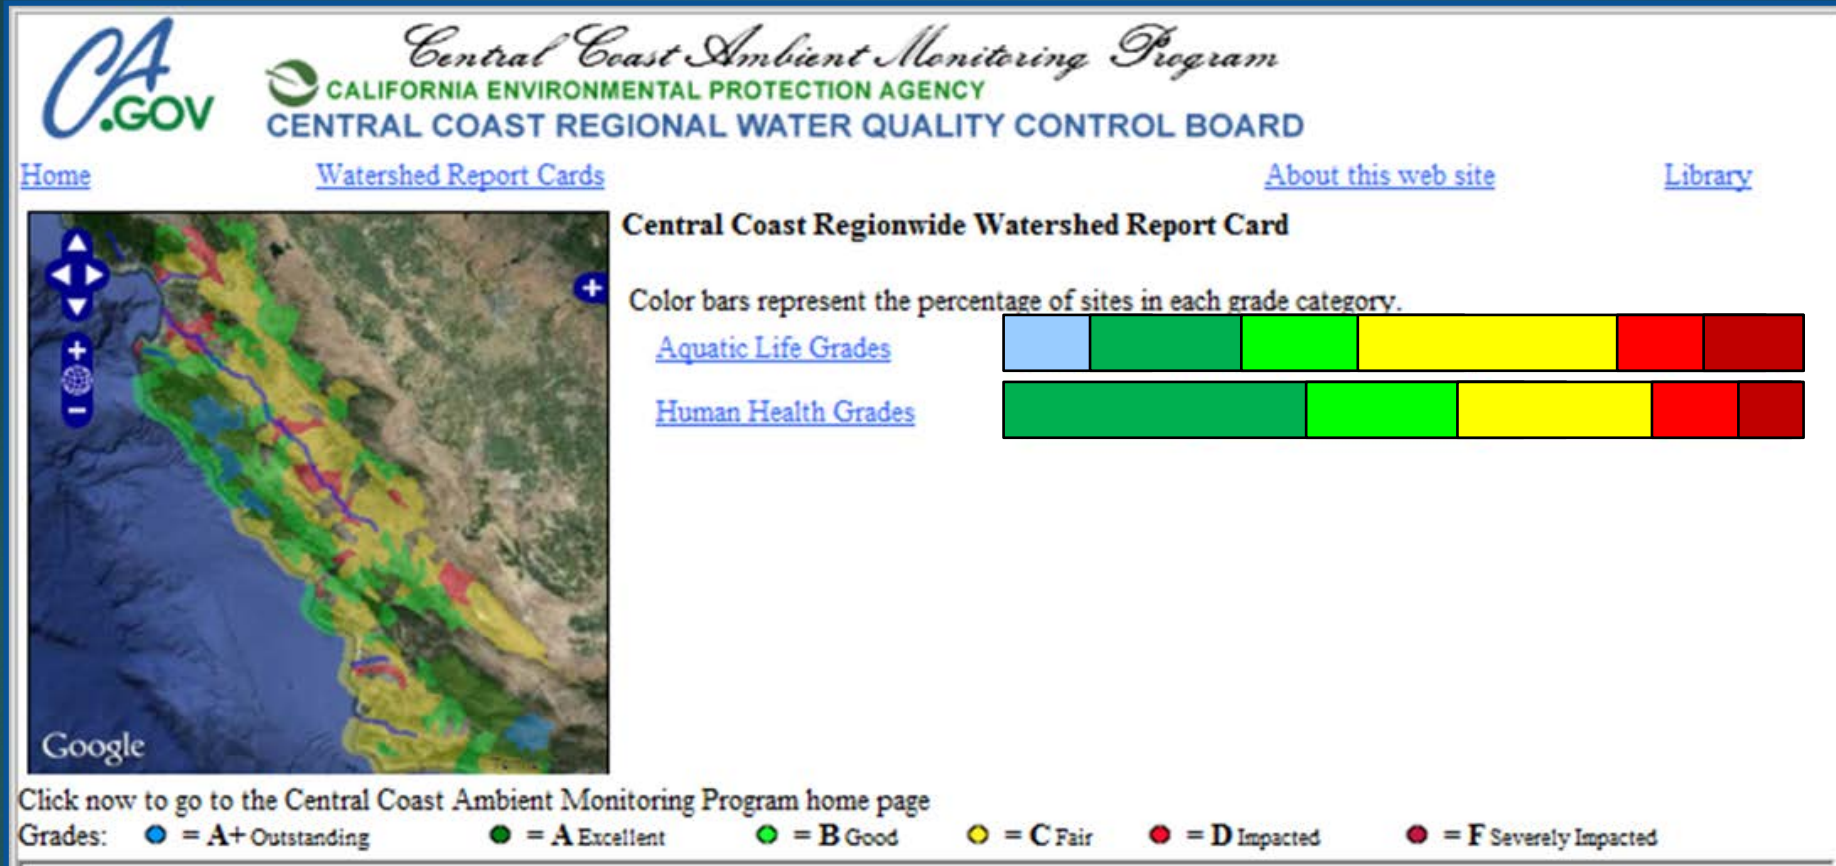 CA
.GOV
Central Coast Ambient Monitoring Program
CALIFORNIA ENVIRONMENTAL PROTECTION AGENCY
CENTRAL COAST REGIONAL WATER QUALITY CONTROL BOARD
Home Watershed Report Cards About this web site Library
Central Coast Regionwide Watershed Report Card
Color bars represent the percentage of sites in each grade category.
Aquatic Life Grades
Human Health Grades
Google
Click now to go to the Central Coast Ambient Monitoring Program home page
Grades: = A+ Outstanding = A Excellent = B Good = C Fair = D Impacted = F Severely Impacted